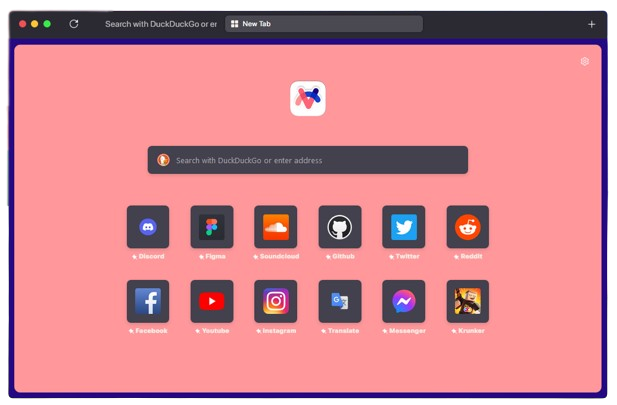 Search with DuckDuckGo or er
New Tab
Search with DuckDuckGo or enter address
Discord
Figma
Soundcloud
Github
Twitter
Reddit
Facebook
Youtube
Instagram
Translate
Messenger
Krunker